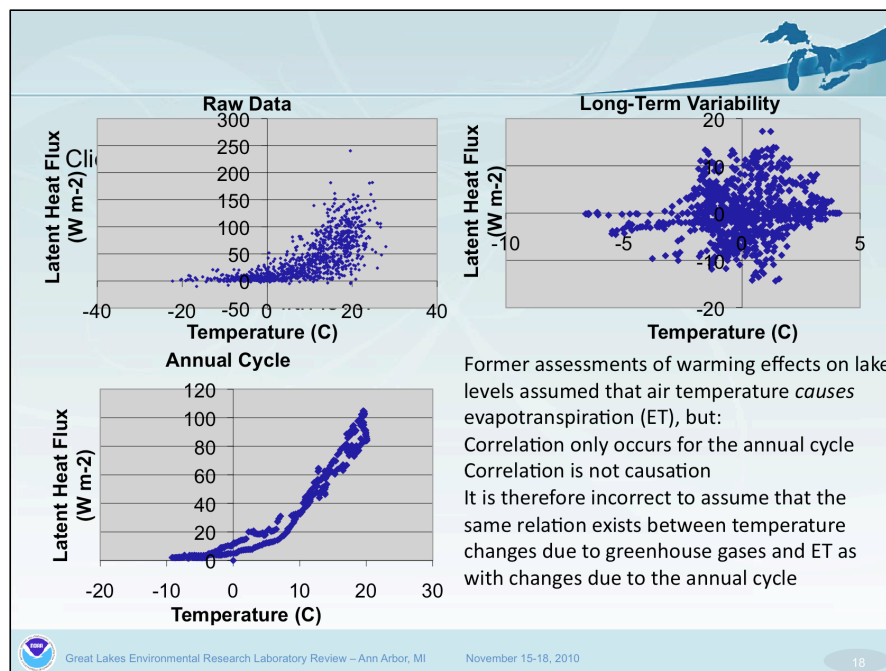 Raw Data
Latent Heat Flux
(W m-2)
Clic
300
250
200
150
100
50
0
-50
-40
-20
0
20
40
Temperature (C)
Long-Term Variability
Latent Heat Flux
(W m-2)
20
10
0
-10
-20
-10
-5
0
5
Temperature (C)
Annual Cycle
Latent Heat Flux
(W m-2)
120
100
80
60
40
20
0
-20
-10
0
10
20
30
Temperature (C)
Former assessments of warming effects on lake
levels assumed that air temperature causes
evapotranspiration (ET), but:
Correlation only occurs for the annual cycle
Correlation is not causation
It is therefore incorrect to assume that the
same relation exists between temperature
changes due to greenhouse gases and ET as
with changes due to the annual cycle
NOAA
Great Lakes Environmental Research Laboratory Review – Ann Arbor, MI
November 15-18, 2010
18